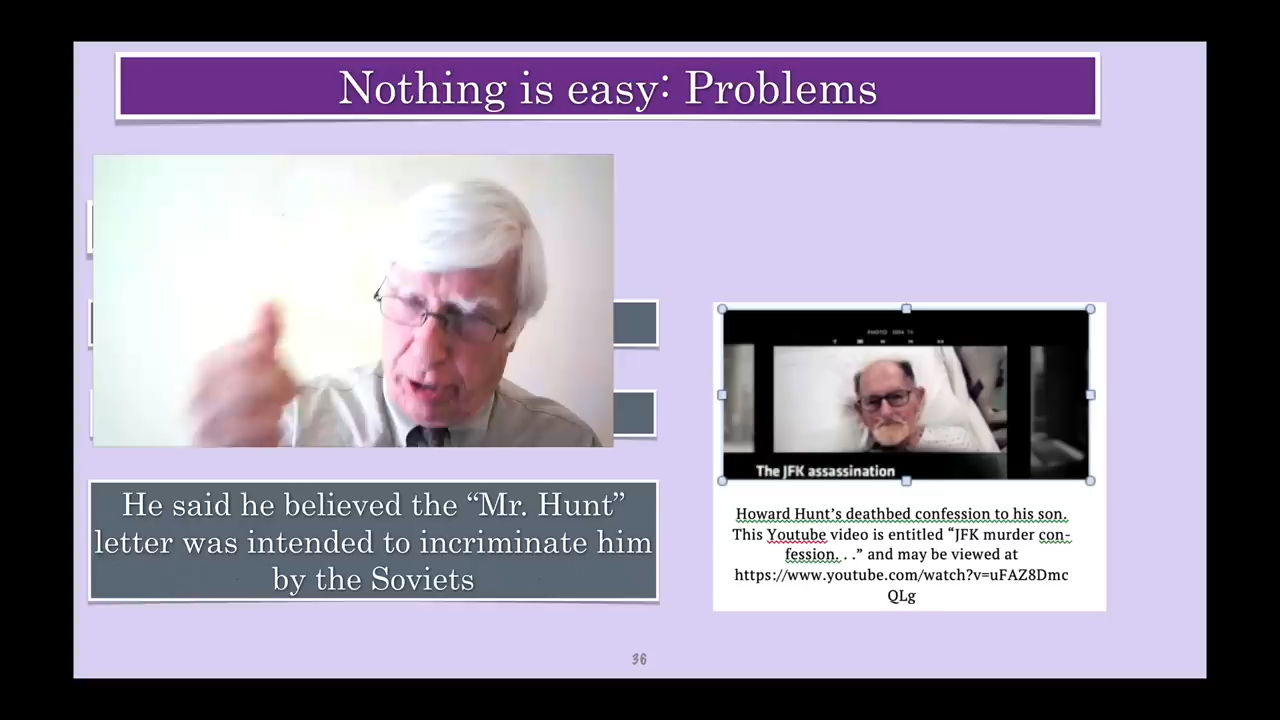 Nothing is easy: Problems
He said he believed the “Mr. Hunt”
letter was intended to incriminate him
by the Soviets
The JFK assassination
Howard Hunt’s deathbed confession to his son.
This Youtube video is entitled “JFK murder con-
fession. . .” and may be viewed at
https://www.youtube.com/watch?v=uFAZ8Dmc
QLg
36